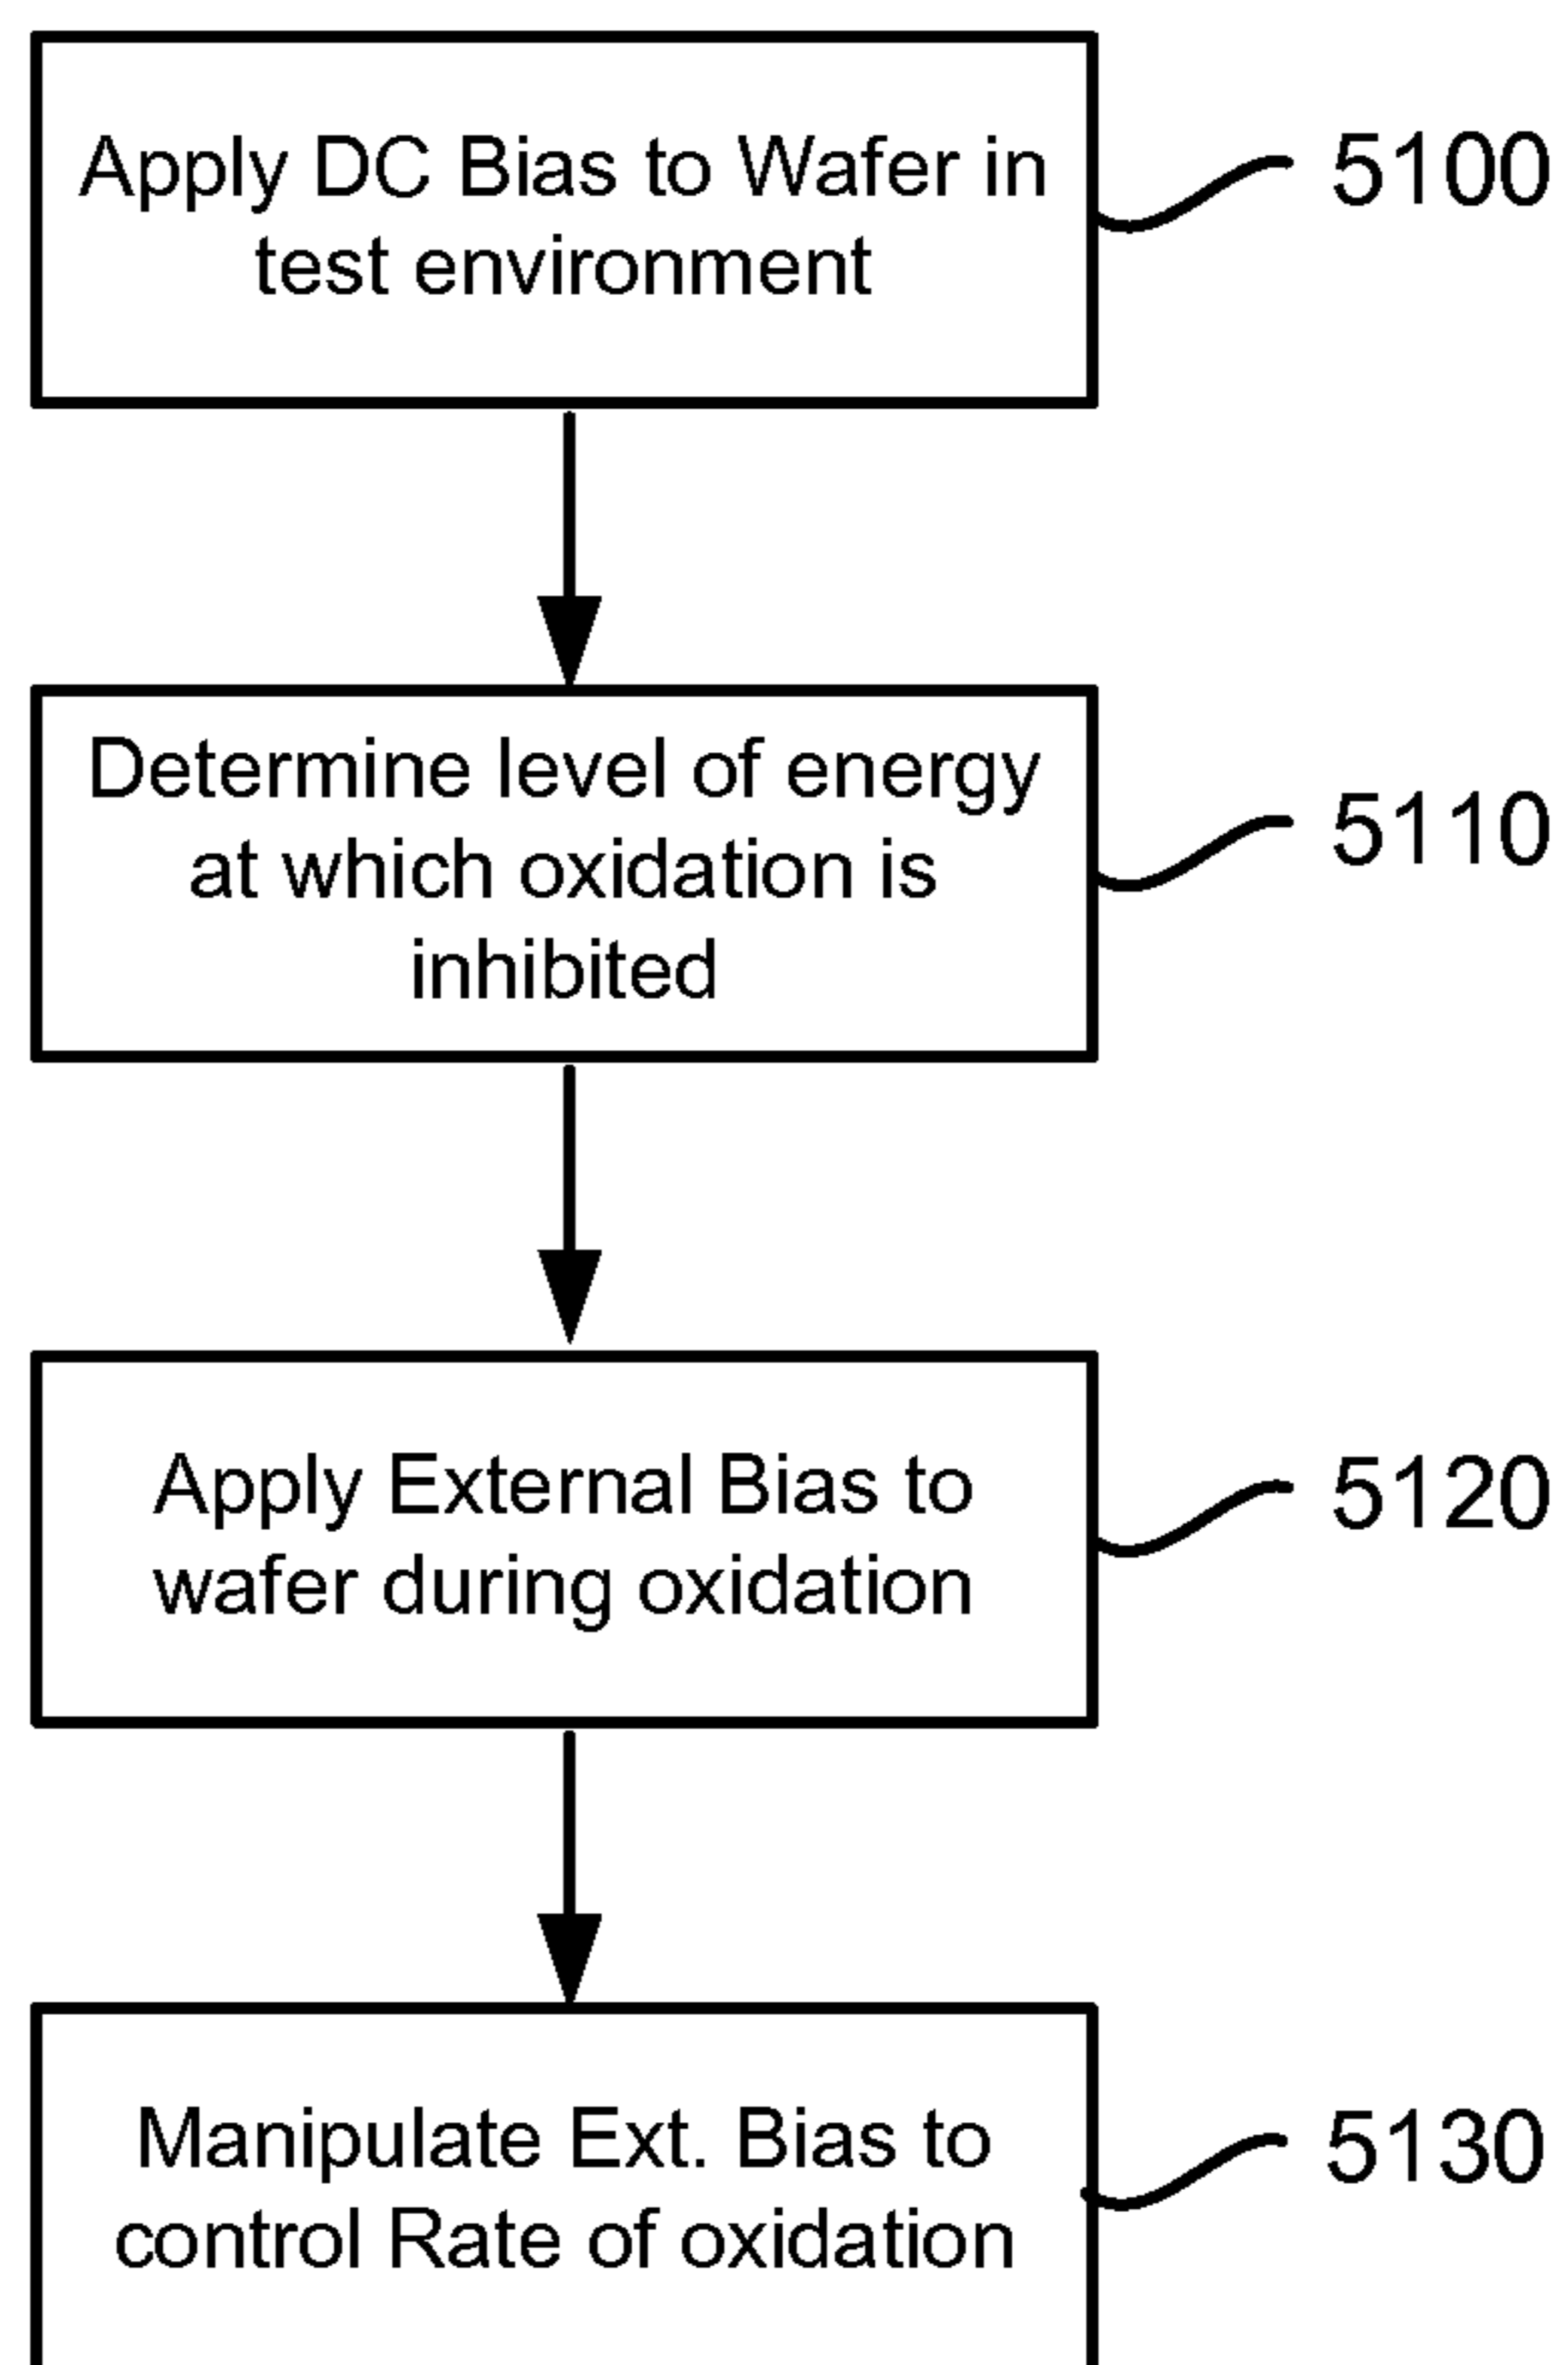 Apply DC Bias to Wafer in
test environment
5100
Determine level of energy
at which oxidation is
inhibited
5110
Apply External Bias to
wafer during oxidation
5120
Manipulate Ext. Bias to
control Rate of oxidation
5130